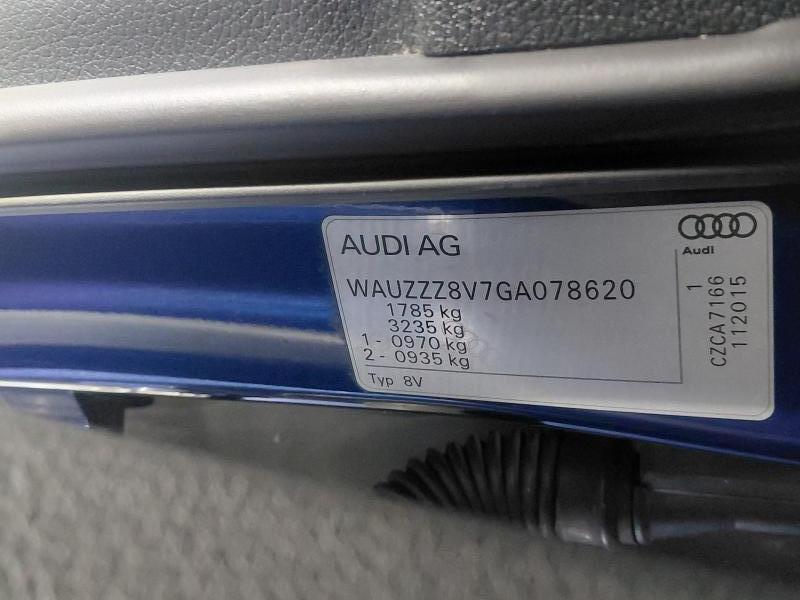 AUDI AG
Audi
WAUZZZ8V7GA078620
1785 kg
3235 kg
1 - 0970 kg
2 - 0935 kg
Typ 8V
1
CZCA7166
112015